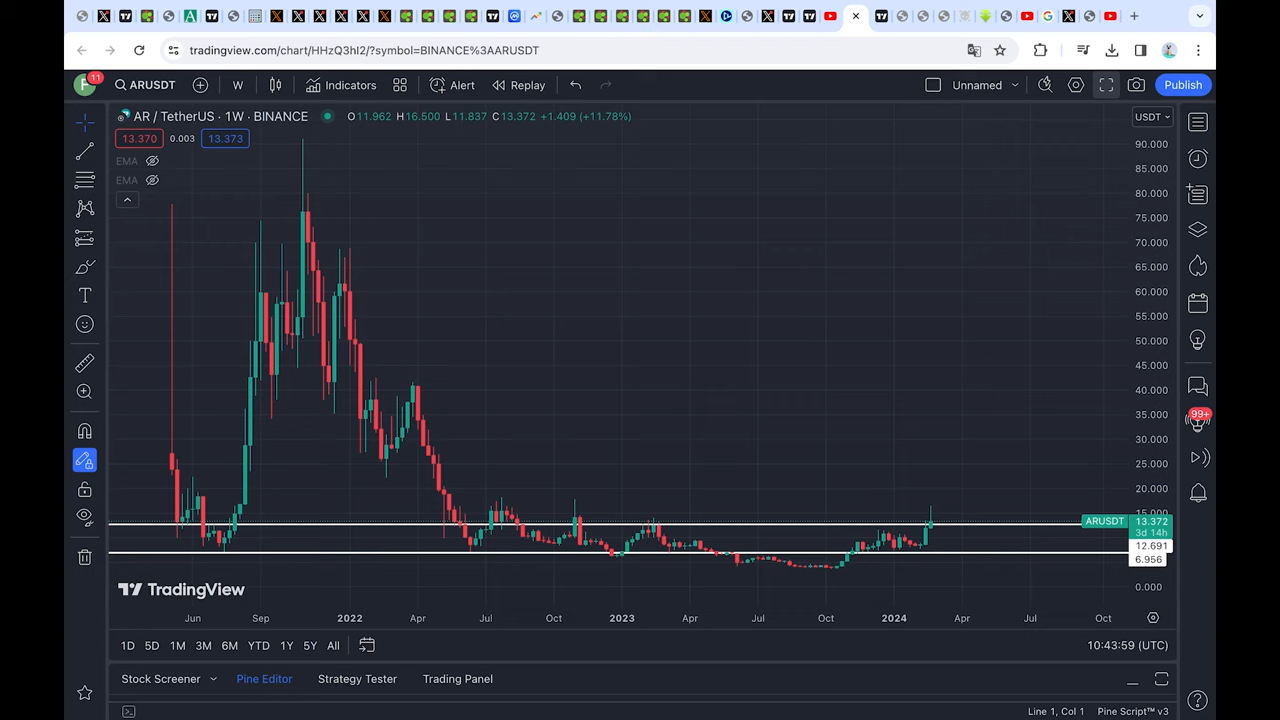 tradingview.com/chart/HHzQ3hI2/?symbol=BINANCE%3AARUSDT
F 11 ARUSDT W Indicators Alert Replay Unnamed Publish
AR / TetherUS · 1W · BINANCE O11.962 H16.500 L11.837 C13.372 +1.409 (+11.78%) USDT
13.370 0.003 13.373
EMA
EMA
90.000
85.000
80.000
75.000
70.000
65.000
60.000
55.000
50.000
45.000
40.000
35.000
30.000
25.000
20.000
15.000
ARUSDT 13.372
3d 14h
12.691
6.956
0.000
99+
TradingView
Jun Sep 2022 Apr Jul Oct 2023 Apr Jul Oct 2024 Apr Jul Oct
1D 5D 1M 3M 6M YTD 1Y 5Y All 10:43:59 (UTC)
Stock Screener Pine Editor Strategy Tester Trading Panel
Line 1, Col 1 Pine Script™ v3